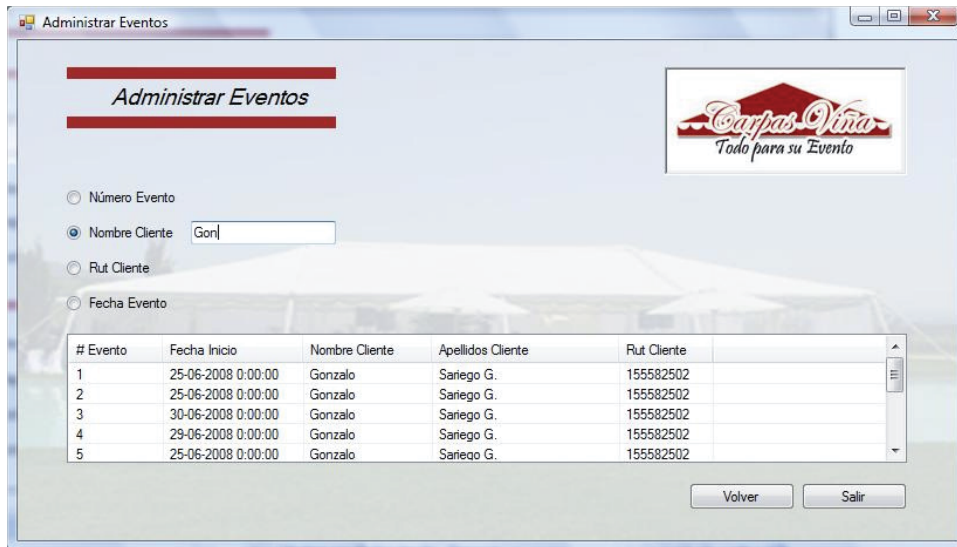 Administrar Eventos
Administrar Eventos
Carpas Viña
Todo para su Evento
Número Evento
Nombre Cliente Gon
Rut Cliente
Fecha Evento
# Evento Fecha Inicio Nombre Cliente Apellidos Cliente Rut Cliente
1 25-06-2008 0:00:00 Gonzalo Sariego G. 155582502
2 25-06-2008 0:00:00 Gonzalo Sariego G. 155582502
3 30-06-2008 0:00:00 Gonzalo Sariego G. 155582502
4 29-06-2008 0:00:00 Gonzalo Sariego G. 155582502
5 25-06-2008 0:00:00 Gonzalo Sariego G. 155582502
Volver Salir